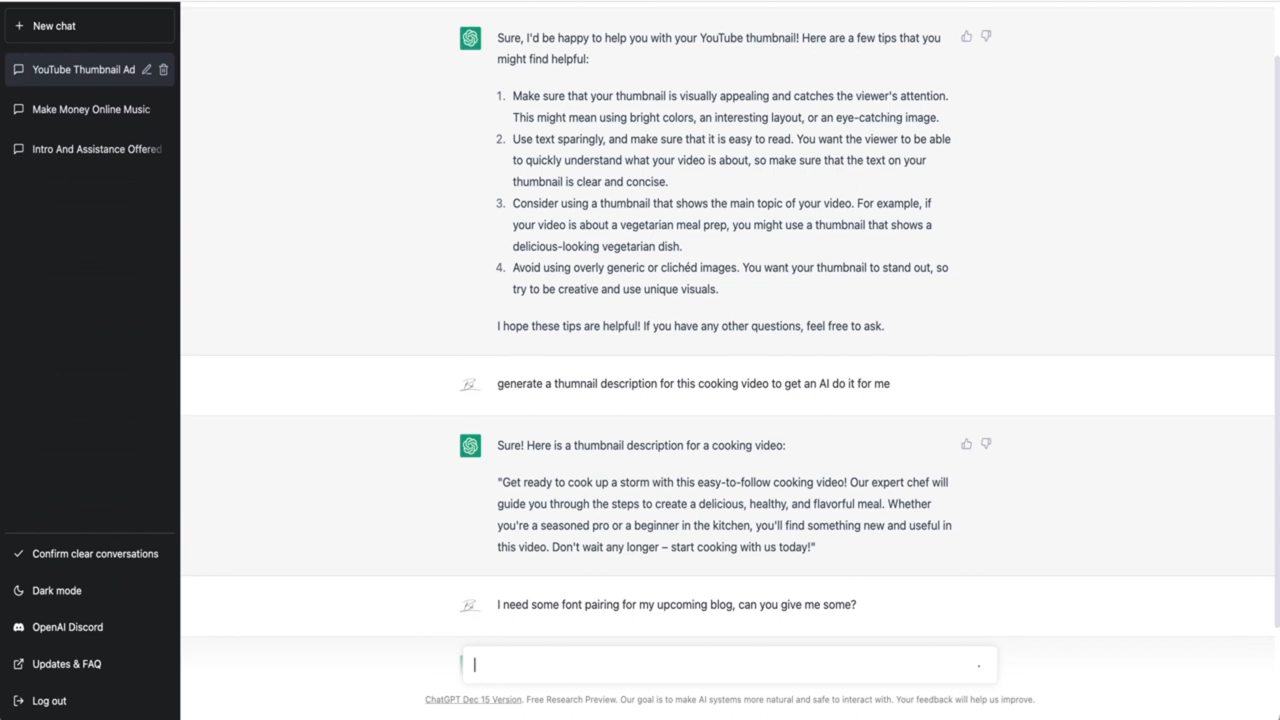 New chat
YouTube Thumbnail Ad
Make Money Online Music
Intro And Assistance Offered
Confirm clear conversations
Dark mode
OpenAI Discord
Updates & FAQ
Log out
Sure, I'd be happy to help you with your YouTube thumbnail! Here are a few tips that you
might find helpful:
1. Make sure that your thumbnail is visually appealing and catches the viewer's attention.
This might mean using bright colors, an interesting layout, or an eye-catching image.
2. Use text sparingly, and make sure that it is easy to read. You want the viewer to be able
to quickly understand what your video is about, so make sure that the text on your
thumbnail is clear and concise.
3. Consider using a thumbnail that shows the main topic of your video. For example, if
your video is about a vegetarian meal prep, you might use a thumbnail that shows a
delicious-looking vegetarian dish.
4. Avoid using overly generic or clichéd images. You want your thumbnail to stand out, so
try to be creative and use unique visuals.
I hope these tips are helpful! If you have any other questions, feel free to ask.
generate a thumnail description for this cooking video to get an AI do it for me
Sure! Here is a thumbnail description for a cooking video:
"Get ready to cook up a storm with this easy-to-follow cooking video! Our expert chef will
guide you through the steps to create a delicious, healthy, and flavorful meal. Whether
you're a seasoned pro or a beginner in the kitchen, you'll find something new and useful in
this video. Don't wait any longer – start cooking with us today!"
I need some font pairing for my upcoming blog, can you give me some?
ChatGPT Dec 15 Version. Free Research Preview. Our goal is to make AI systems more natural and safe to interact with. Your feedback will help us improve.